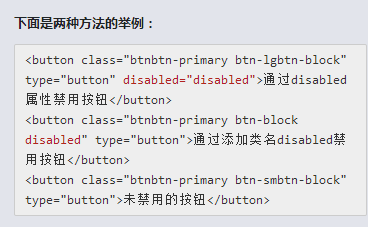 下面是两种方法的举例：
<button class="btnbtn-primary btn-lgbtn-block"
type="button" disabled="disabled">通过disabled
属性禁用按钮</button>
<button class="btnbtn-primary btn-block
disabled" type="button">通过添加类名disabled禁
用按钮</button>
<button class="btnbtn-primary btn-smbtn-block"
type="button">未禁用的按钮</button>